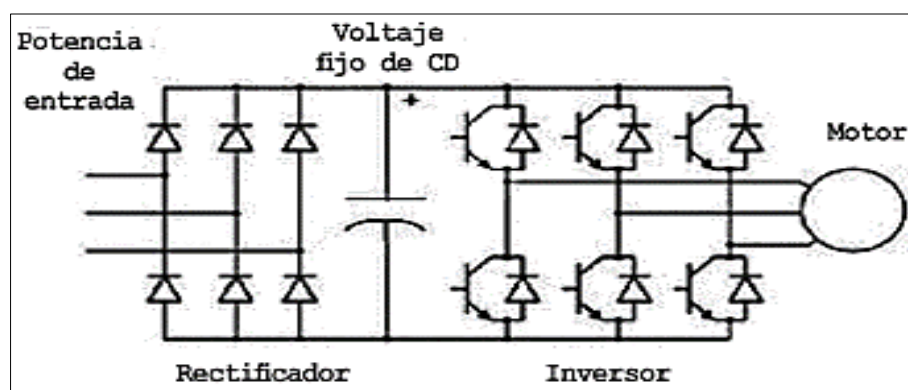 Potencia
de
entrada
Voltaje
fijo de CD
+
Motor
Rectificador
Inversor